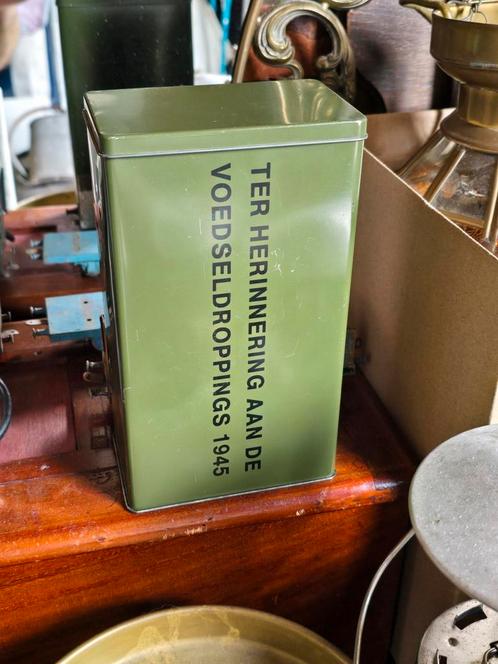 TER HERINNERING AAN DE
VOEDSELDROPPINGS 1945